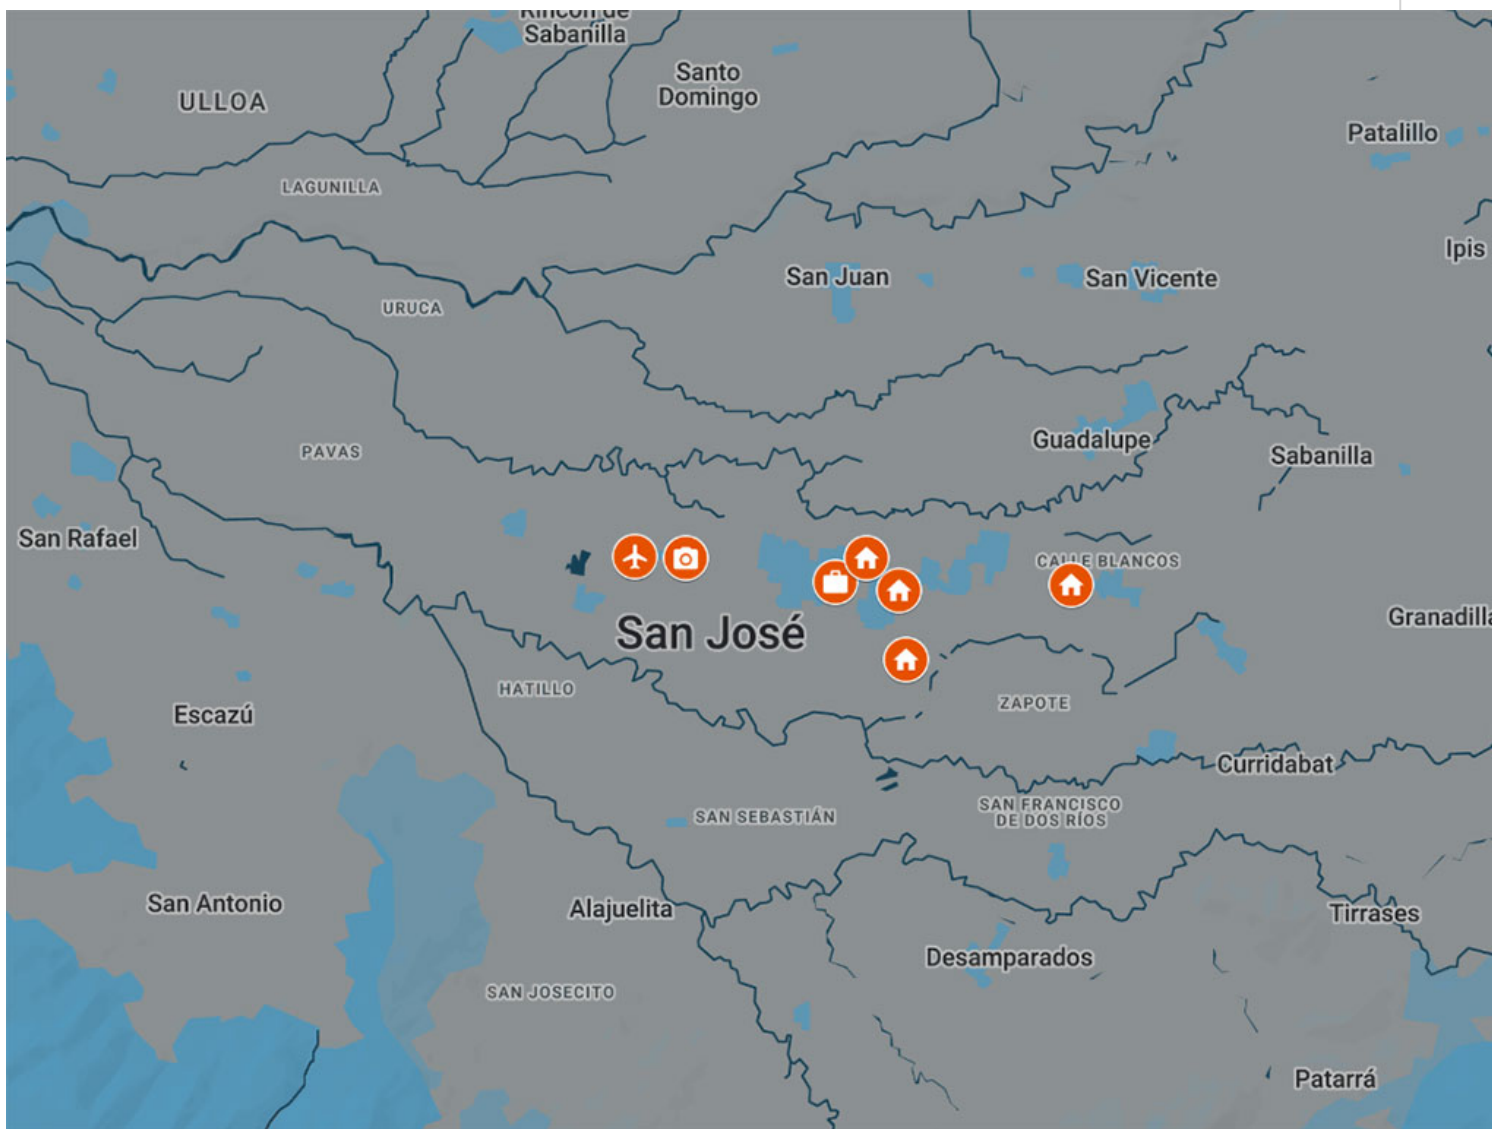 Rincón de
Sabanilla
Santo
Domingo
ULLOA
Patalillo
LAGUNILLA
Ipis
San Juan
San Vicente
URUCA
Guadalupe
Sabanilla
PAVAS
San Rafael
CALLE BLANCOS
Granadilla
San José
HATILLO
ZAPOTE
Escazú
Curridabat
SAN FRANCISCO
DE DOS RÍOS
SAN SEBASTIÁN
San Antonio
Alajuelita
Tirrases
Desamparados
SAN JOSECITO
Patarrá